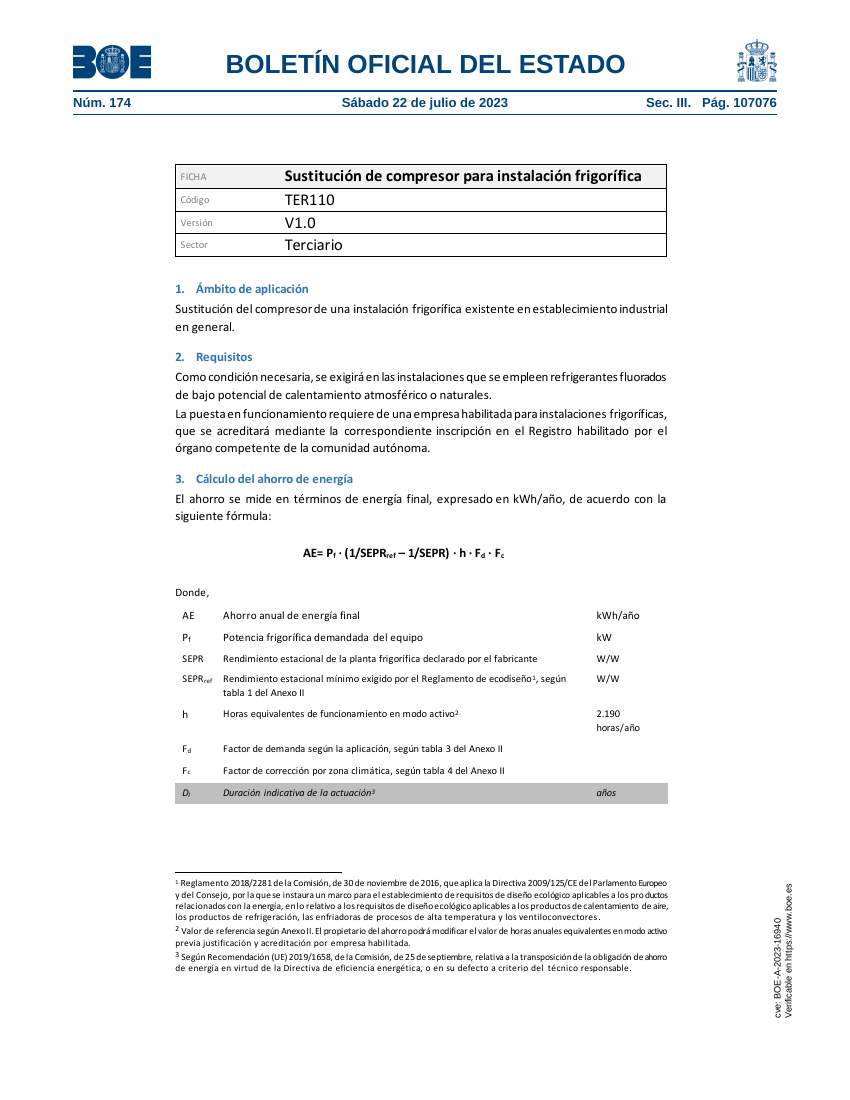 BOE
BOLETÍN OFICIAL DEL ESTADO
Núm. 174
Sábado 22 de julio de 2023
Sec. III. Pág. 107076
FICHA Sustitución de compresor para instalación frigorífica
Código TER110
Versión V1.0
Sector Terciario
1. Ámbito de aplicación
Sustitución del compresor de una instalación frigorífica existente en establecimiento industrial
en general.
2. Requisitos
Como condición necesaria, se exigirá en las instalaciones que se empleen refrigerantes fluorados
de bajo potencial de calentamiento atmosférico o naturales.
La puesta en funcionamiento requiere de una empresa habilitada para instalaciones frigoríficas,
que se acreditará mediante la correspondiente inscripción en el Registro habilitado por el
órgano competente de la comunidad autónoma.
3. Cálculo del ahorro de energía
El ahorro se mide en términos de energía final, expresado en kWh/año, de acuerdo con la
siguiente fórmula:
AE= Pf · (1/SEPRref – 1/SEPR) · h · Fd · Fc
Donde,
AE Ahorro anual de energía final kWh/año
Pf Potencia frigorífica demandada del equipo kW
SEPR Rendimiento estacional de la planta frigorífica declarado por el fabricante W/W
SEPRref Rendimiento estacional mínimo exigido por el Reglamento de ecodiseño¹, según W/W
tabla 1 del Anexo II
h Horas equivalentes de funcionamiento en modo activo² 2.190
horas/año
Fd Factor de demanda según la aplicación, según tabla 3 del Anexo II
Fc Factor de corrección por zona climática, según tabla 4 del Anexo II
Di Duración indicativa de la actuación³ años
¹ Reglamento 2018/2281 de la Comisión, de 30 de noviembre de 2016, que aplica la Directiva 2009/125/CE del Parlamento Europeo
y del Consejo, por la que se instaura un marco para el establecimiento de requisitos de diseño ecológico aplicables a los productos
relacionados con la energía, en lo relativo a los requisitos de diseño ecológico aplicables a los productos de calentamiento de aire,
los productos de refrigeración, las enfriadoras de procesos de alta temperatura y los ventiloconvectores.
² Valor de referencia según Anexo II. El propietario del ahorro podrá modificar el valor de horas anuales equivalentes en modo activo
previa justificación y acreditación por empresa habilitada.
³ Según Recomendación (UE) 2019/1658, de la Comisión, de 25 de septiembre, relativa a la transposición de la obligación de ahorro
de energía en virtud de la Directiva de eficiencia energética, o en su defecto a criterio del técnico responsable.
cve: BOE-A-2023-16940
Verificable en https://www.boe.es